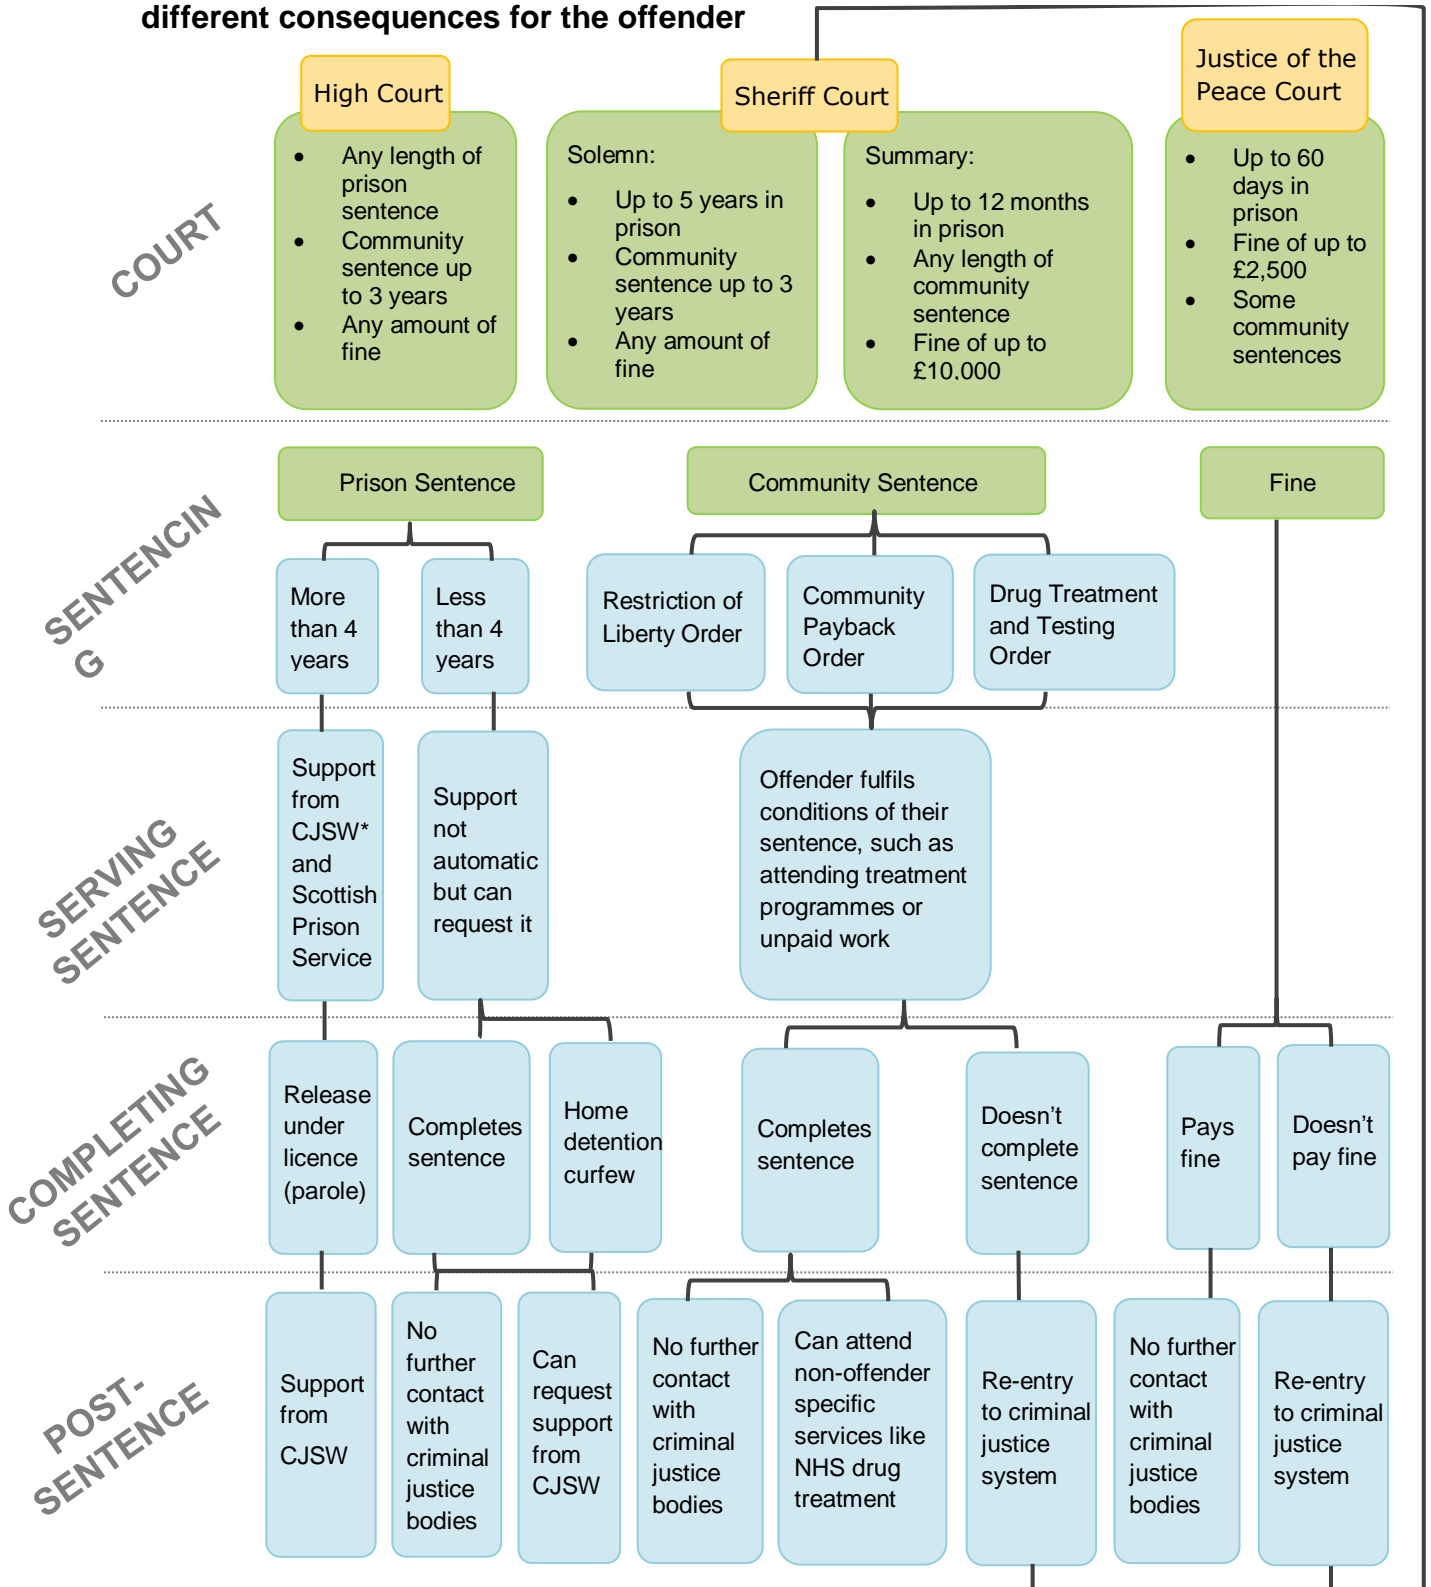 different consequences for the offender
High Court
Sheriff Court
Justice of the
Peace Court
COURT
• Any length of
prison
sentence
• Community
sentence up
to 3 years
• Any amount of
fine
Solemn:
• Up to 5 years in
prison
• Community
sentence up to 3
years
• Any amount of
fine
Summary:
• Up to 12 months
in prison
• Any length of
community
sentence
• Fine of up to
£10,000
• Up to 60
days in
prison
• Fine of up to
£2,500
• Some
community
sentences
SENTENCIN
G
Prison Sentence
Community Sentence
Fine
More
than 4
years
Less
than 4
years
Restriction of
Liberty Order
Community
Payback
Order
Drug Treatment
and Testing
Order
SERVING
SENTENCE
Support
from
CJSW*
and
Scottish
Prison
Service
Support
not
automatic
but can
request it
Offender fulfils
conditions of their
sentence, such as
attending treatment
programmes or
unpaid work
COMPLETING
SENTENCE
Release
under
licence
(parole)
Completes
sentence
Home
detention
curfew
Completes
sentence
Doesn’t
complete
sentence
Pays
fine
Doesn’t
pay fine
POST-
SENTENCE
Support
from
CJSW
No
further
contact
with
criminal
justice
bodies
Can
request
support
from
CJSW
No further
contact
with
criminal
justice
bodies
Can attend
non-offender
specific
services like
NHS drug
treatment
Re-entry
to criminal
justice
system
No further
contact
with
criminal
justice
bodies
Re-entry
to criminal
justice
system